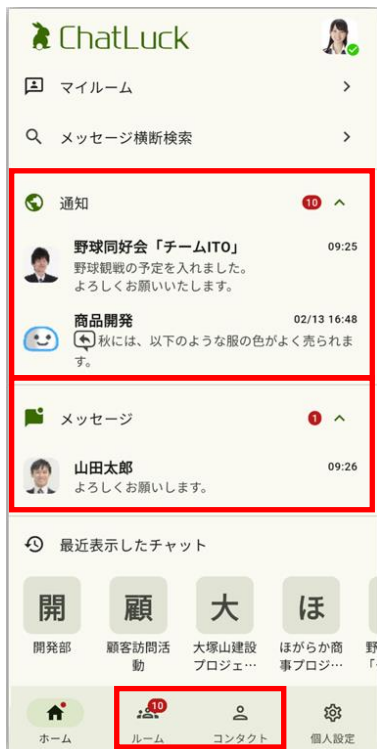 ChatLuck
マイルーム
メッセージ横断検索
通知
10
野球同好会「チームITO」 09:25
野球観戦の予定を入れました。
よろしくお願いいたします。
商品開発 02/13 16:48
秋には、以下のような服の色がよく売られま
す。
メッセージ
1
山田太郎 09:26
よろしくお願いします。
最近表示したチャット
開
顧
大
ほ
開発部
顧客訪問活
動
大塚山建設
プロジェ…
ほがらか商
事プロジ…
野
「
10
ホーム
ルーム
コンタクト
個人設定